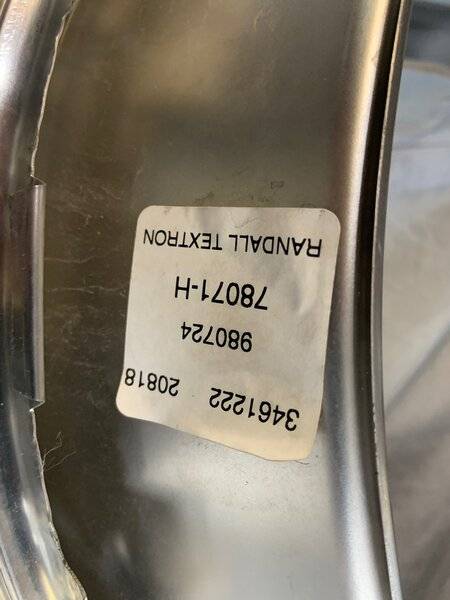 3461222 20818
980724
78071-H
RANDALL TEXTRON